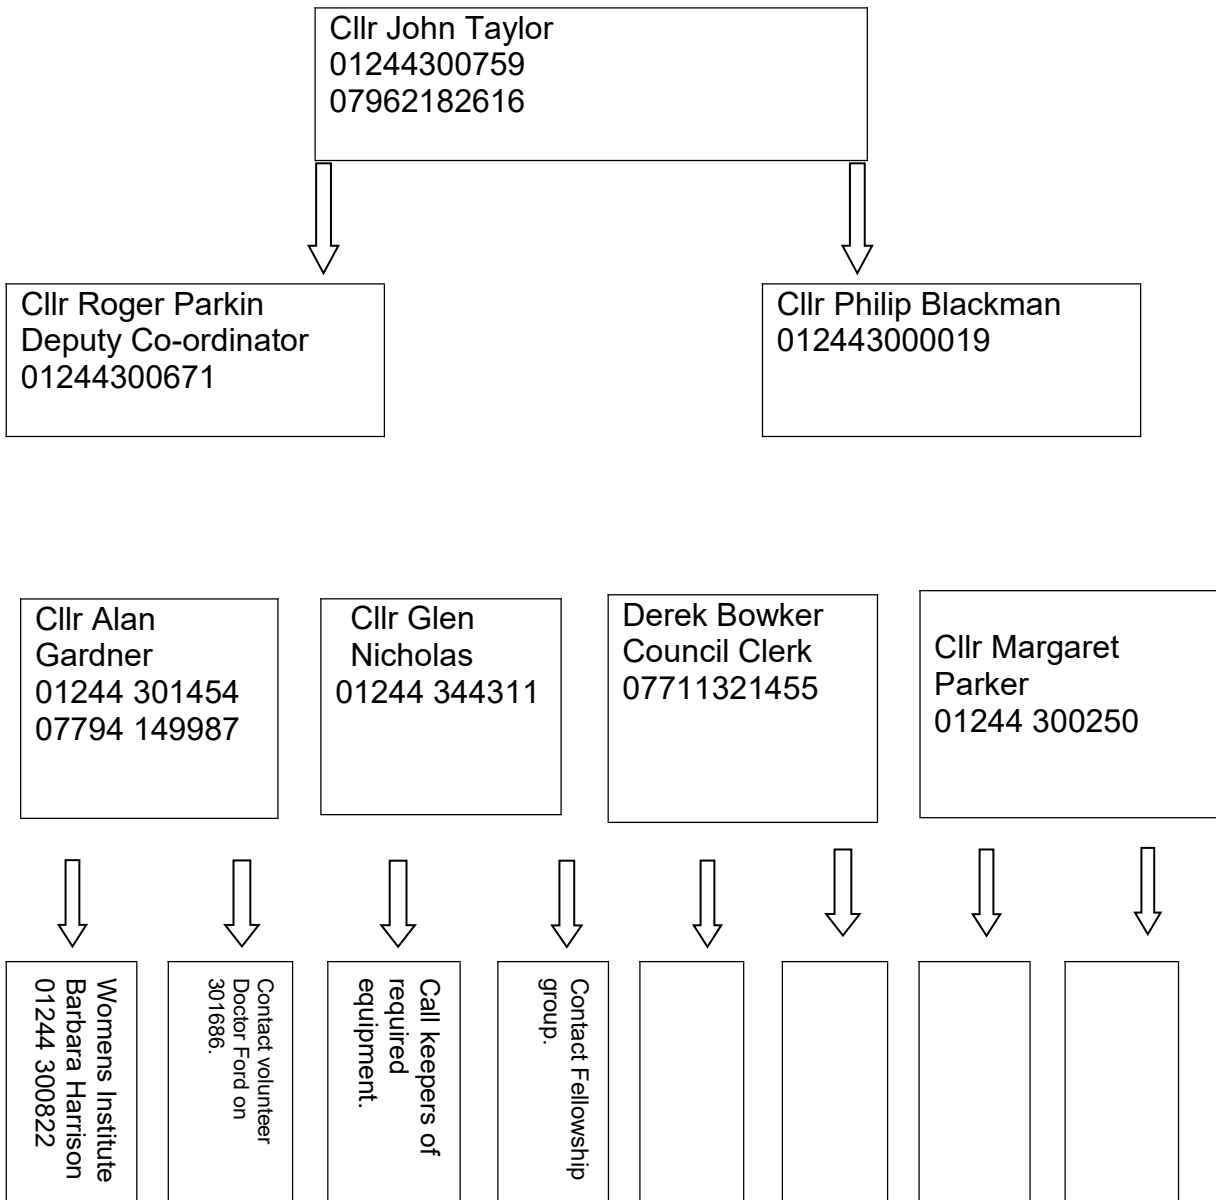 Cllr John Taylor
01244300759
07962182616
Cllr Roger Parkin
Deputy Co-ordinator
01244300671
Cllr Philip Blackman
012443000019
Cllr Alan
Gardner
01244 301454
07794 149987
Cllr Glen
Nicholas
01244 344311
Derek Bowker
Council Clerk
07711321455
Cllr Margaret
Parker
01244 300250
Womens Institute
Barbara Harrison
01244 300822
Contact volunteer
Doctor Ford on
301686.
Call keepers of
required
equipment.
Contact Fellowship
group.